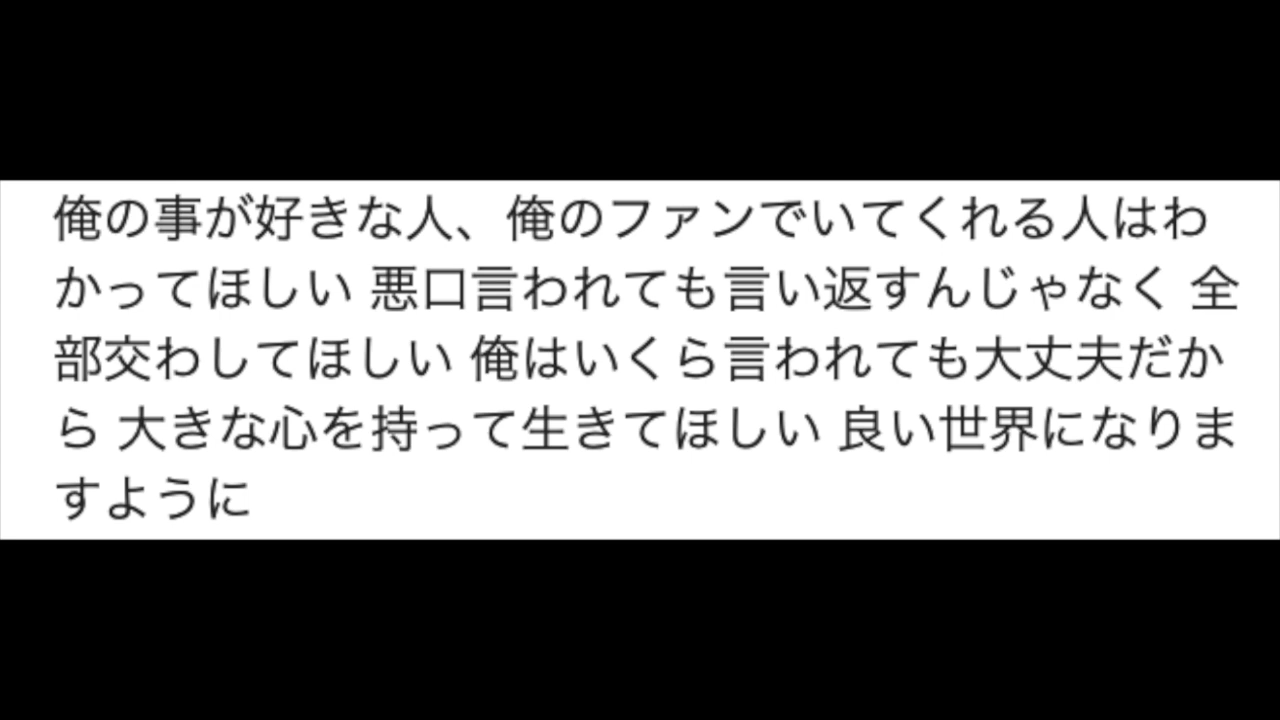 俺の事が好きな人、俺のファンでいてくれる人はわ
かってほしい 悪口言われても言い返すんじゃなく 全
部交わしてほしい 俺はいくら言われても大丈夫だか
ら 大きな心を持って生きてほしい 良い世界になりま
すように